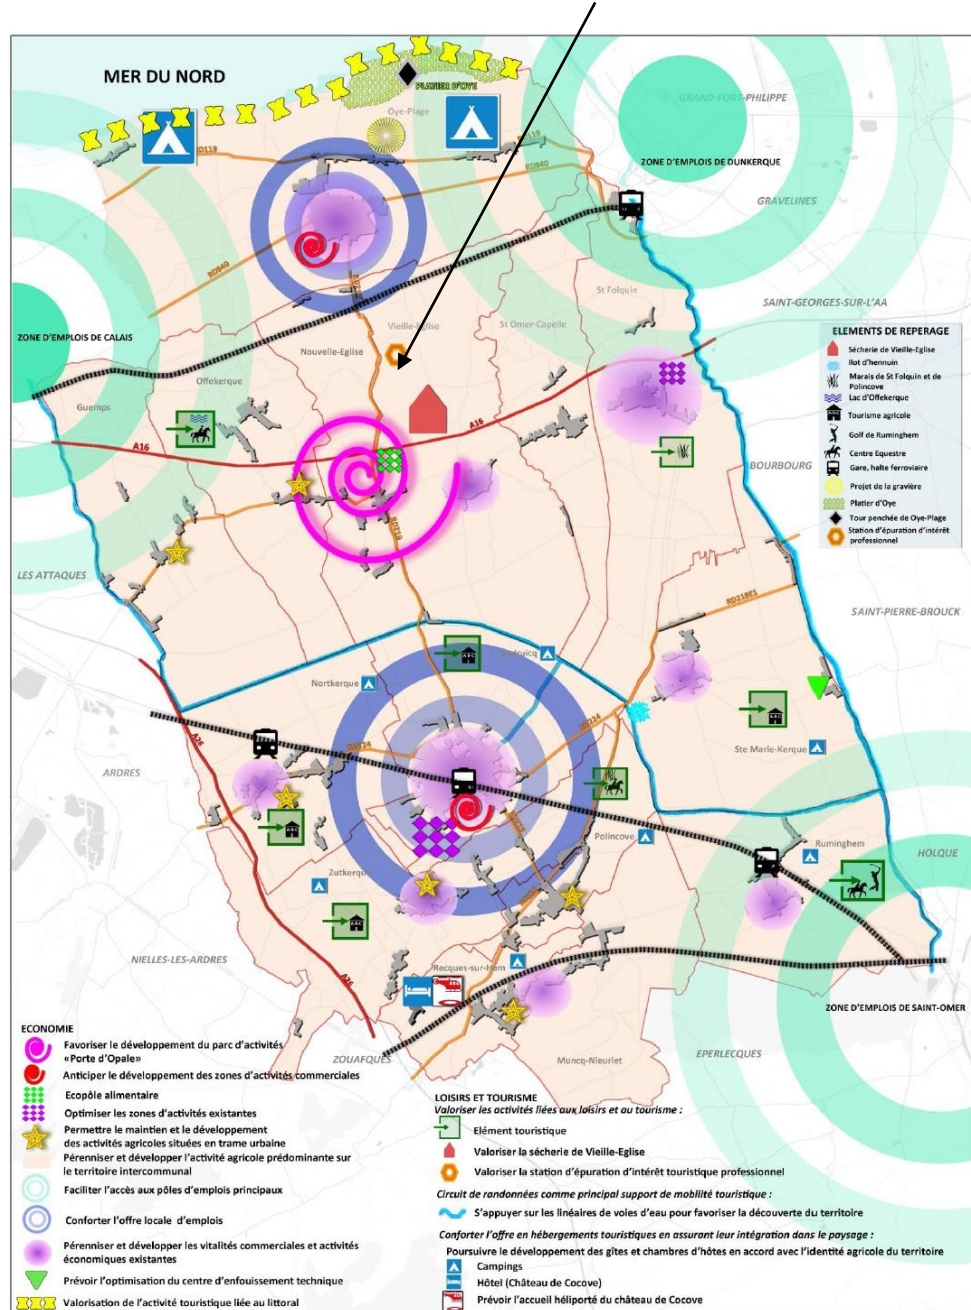 MER DU NORD
PLATIER D'OYE
Oye-Plage
GRAND-FORT-PHILIPPE
RD119
RD119
ZONE D'EMPLOIS DE DUNKERQUE
RD940
GRAVELINES
RD940
RD219
St Folquin
SAINT-GEORGES-SUR-L'AA
Vieille-Eglise
St Omer-Capelle
ZONE D'EMPLOIS DE CALAIS
Nouvelle-Eglise
Offekerque
Guemps
A16
A16
BOURBOURG
ELEMENTS DE REPERAGE
Sécherie de Vieille-Eglise
Ilot d'hennuin
Marais de St Folquin et de
Polincove
Lac d'Offekerque
Tourisme agricole
Golf de Ruminghem
Centre Equestre
Gare, halte ferroviaire
Projet de la gravière
Platier d'Oye
Tour penchée de Oye-Plage
Station d'épuration d'intérêt
professionnel
RD219
LES ATTAQUES
RD218E1
SAINT-PIERRE-BROUCK
Nortkerque
Ste Marie-Kerque
A26
ARDRES
Polincove
Ruminghem
HOLQUE
Zutkerque
NIELLES-LES-ARDRES
A26
Recques-sur-Hem
ZONE D'EMPLOIS DE SAINT-OMER
ZOUAFQUES
Muncq-Nieurlet
EPERLECQUES
ECONOMIE
Favoriser le développement du parc d'activités
«Porte d'Opale»
Anticiper le développement des zones d'activités commerciales
Ecopôle alimentaire
Optimiser les zones d'activités existantes
Permettre le maintien et le développement
des activités agricoles situées en trame urbaine
Pérenniser et développer l'activité agricole prédominante sur
le territoire intercommunal
Faciliter l'accès aux pôles d'emplois principaux
Conforter l'offre locale d'emplois
Pérenniser et développer les vitalités commerciales et activités
économiques existantes
Prévoir l'optimisation du centre d'enfouissement technique
Valorisation de l'activité touristique liée au littoral
LOISIRS ET TOURISME
Valoriser les activités liées aux loisirs et au tourisme :
Elément touristique
Valoriser la sécherie de Vieille-Eglise
Valoriser la station d'épuration d'intérêt touristique professionnel
Circuit de randonnées comme principal support de mobilité touristique :
S'appuyer sur les linéaires de voies d'eau pour favoriser la découverte du territoire
Conforter l'offre en hébergements touristiques en assurant leur intégration dans le paysage :
Poursuivre le développement des gîtes et chambres d'hôtes en accord avec l'identité agricole du territoire
Campings
Hôtel (Château de Cocove)
Prévoir l'accueil héliporté du château de Cocove